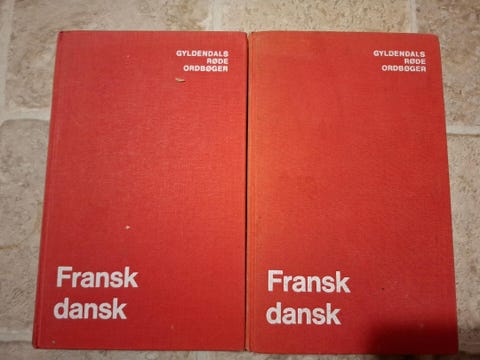 GYLDENDALS
RØDE
ORDBØGER
Fransk
dansk
GYLDENDALS
RØDE
ORDBØGER
Fransk
dansk